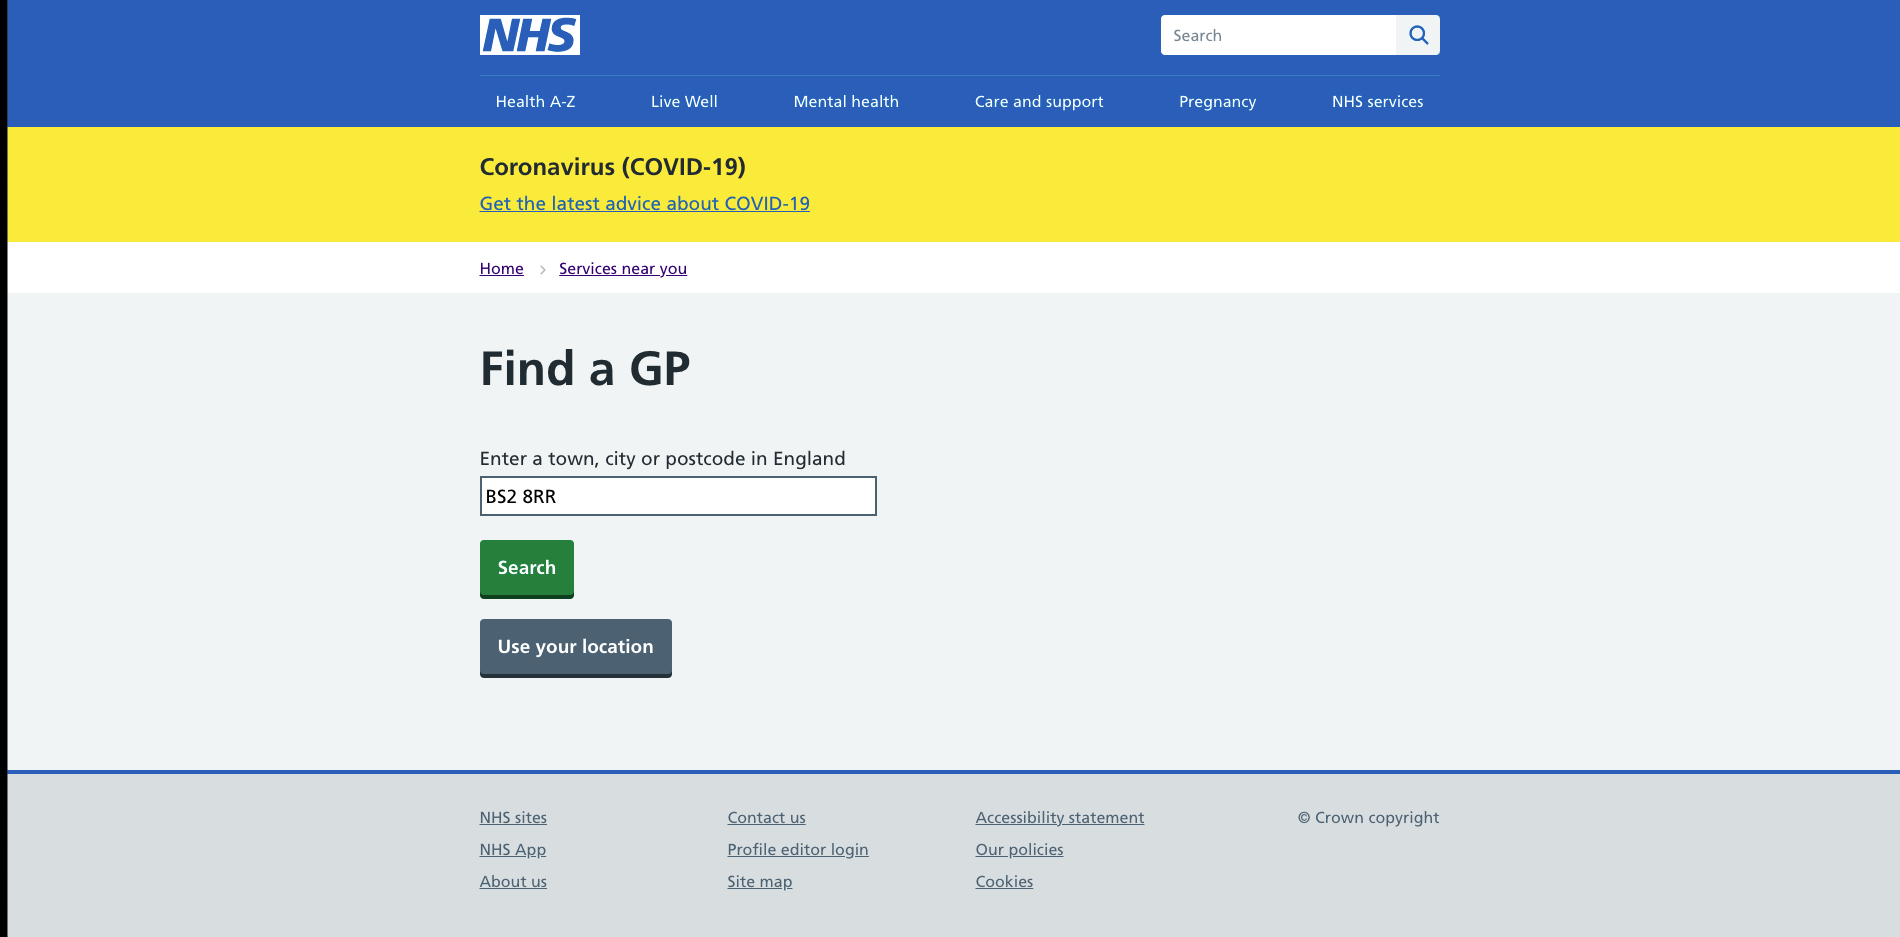 NHS
Search
Health A-Z
Live Well
Mental health
Care and support
Pregnancy
NHS services
Coronavirus (COVID-19)
Get the latest advice about COVID-19
Home
Services near you
Find a GP
Enter a town, city or postcode in England
BS2 8RR
Search
Use your location
NHS sites
NHS App
About us
Contact us
Profile editor login
Site map
Accessibility statement
Our policies
Cookies
© Crown copyright